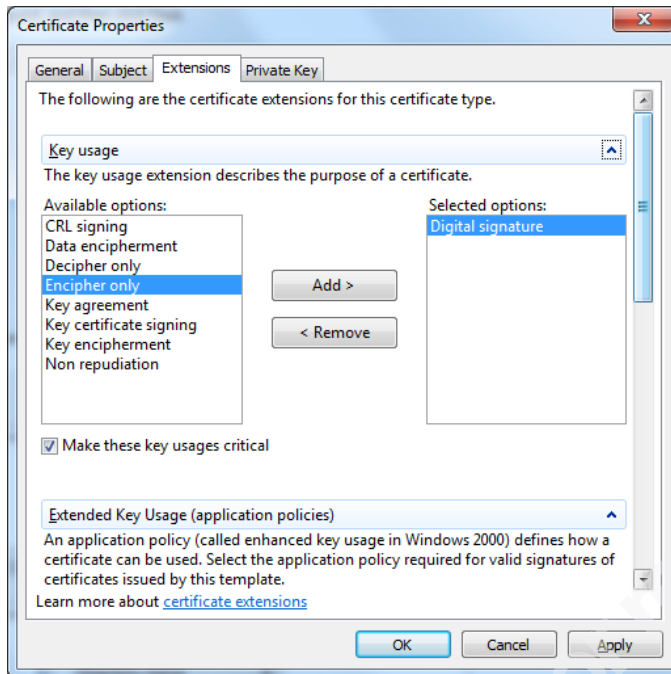 Certificate Properties
General Subject Extensions Private Key
The following are the certificate extensions for this certificate type.
Key usage
The key usage extension describes the purpose of a certificate.
Available options:
CRL signing
Data encipherment
Decipher only
Encipher only
Key agreement
Key certificate signing
Key encipherment
Non repudiation
Add >
< Remove
Selected options:
Digital signature
Make these key usages critical
Extended Key Usage (application policies)
An application policy (called enhanced key usage in Windows 2000) defines how a
certificate can be used. Select the application policy required for valid signatures of
certificates issued by this template.
Learn more about certificate extensions
OK Cancel Apply